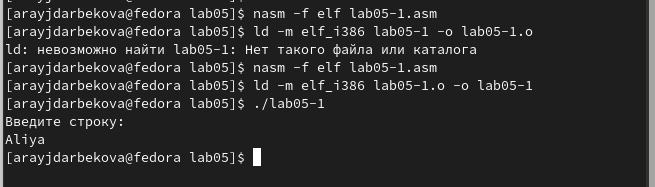 [arayjdarbekova@fedora lab05]$ nasm -f elf lab05-1.asm
[arayjdarbekova@fedora lab05]$ ld -m elf_i386 lab05-1 -o lab05-1.o
ld: невозможно найти lab05-1: Нет такого файла или каталога
[arayjdarbekova@fedora lab05]$ nasm -f elf lab05-1.asm
[arayjdarbekova@fedora lab05]$ ld -m elf_i386 lab05-1.o -o lab05-1
[arayjdarbekova@fedora lab05]$ ./lab05-1
Введите строку:
Aliya
[arayjdarbekova@fedora lab05]$